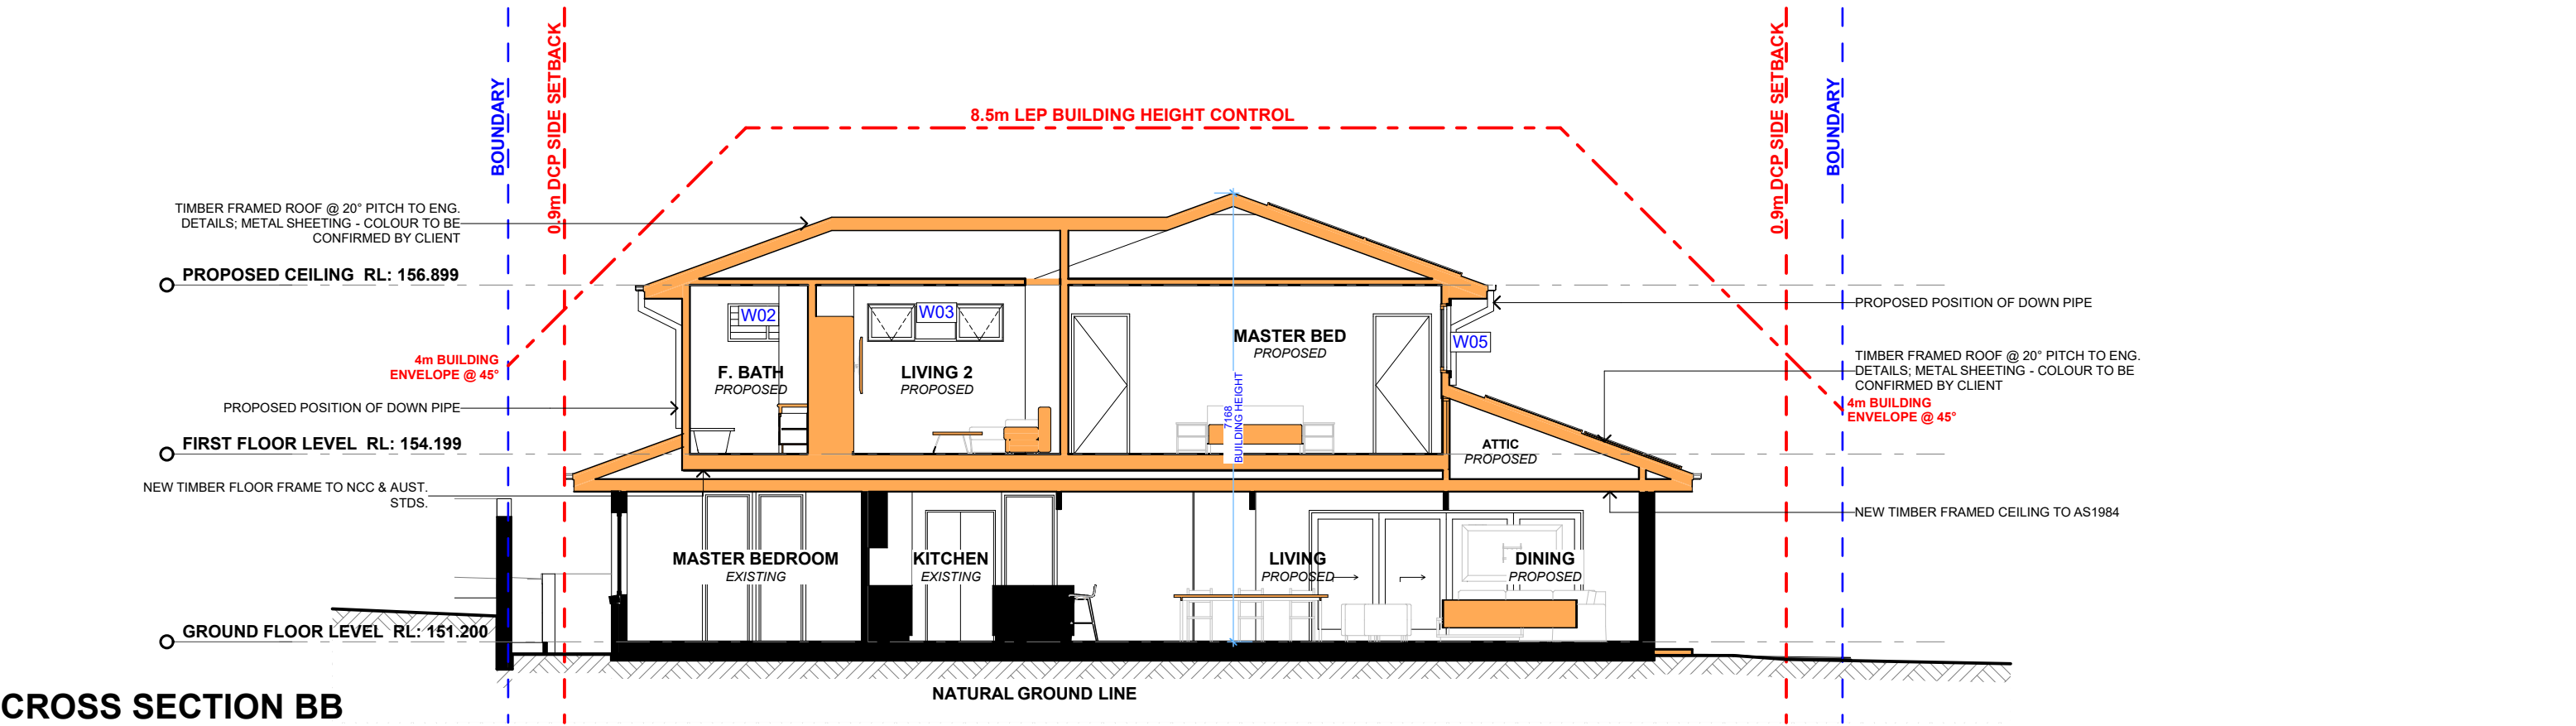 BOUNDARY
0.9m DCP SIDE SETBACK
8.5m LEP BUILDING HEIGHT CONTROL
0.9m DCP SIDE SETBACK
BOUNDARY
TIMBER FRAMED ROOF @ 20° PITCH TO ENG.
DETAILS; METAL SHEETING - COLOUR TO BE
CONFIRMED BY CLIENT
PROPOSED CEILING RL: 156.899
PROPOSED POSITION OF DOWN PIPE
W02
W03
MASTER BED
PROPOSED
W05
4m BUILDING
ENVELOPE @ 45°
F. BATH
PROPOSED
LIVING 2
PROPOSED
TIMBER FRAMED ROOF @ 20° PITCH TO ENG.
DETAILS; METAL SHEETING - COLOUR TO BE
CONFIRMED BY CLIENT
4m BUILDING
ENVELOPE @ 45°
PROPOSED POSITION OF DOWN PIPE
7168
BUILDING HEIGHT
FIRST FLOOR LEVEL RL: 154.199
ATTIC
PROPOSED
NEW TIMBER FLOOR FRAME TO NCC & AUST.
STDS.
NEW TIMBER FRAMED CEILING TO AS1984
MASTER BEDROOM
EXISTING
KITCHEN
EXISTING
LIVING
PROPOSED
DINING
PROPOSED
GROUND FLOOR LEVEL RL: 151.200
NATURAL GROUND LINE
CROSS SECTION BB